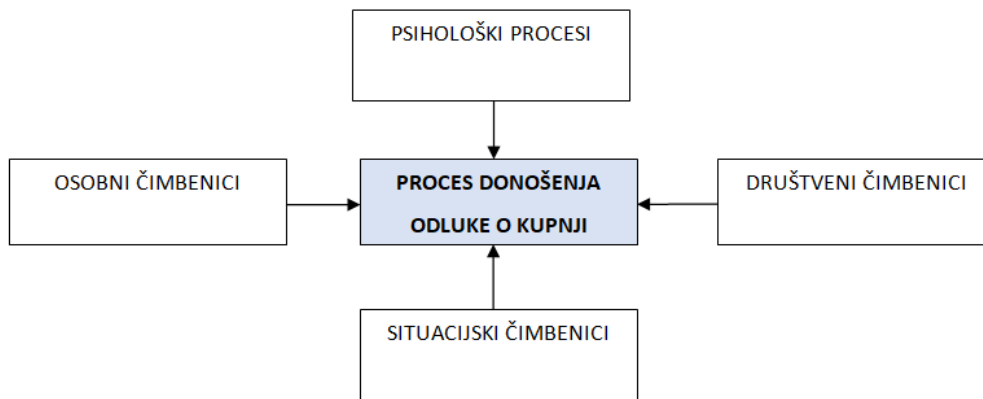 PSIHOLOŠKI PROCESI
OSOBNI ČIMBENICI
PROCES DONOŠENJA
ODLUKE O KUPNJI
DRUŠTVENI ČIMBENICI
SITUACIJSKI ČIMBENICI